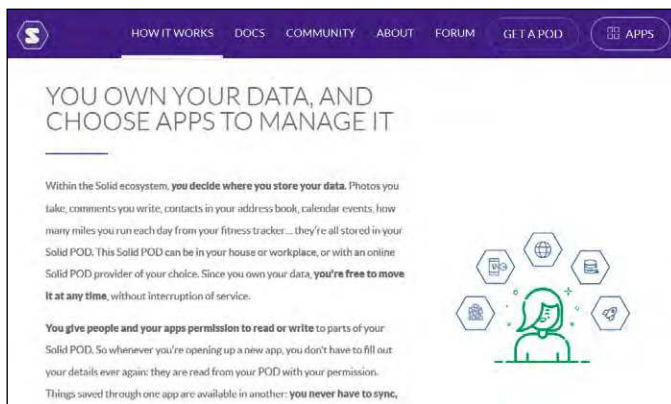 S HOW IT WORKS DOCS COMMUNITY ABOUT FORUM GET A POD APPS
YOU OWN YOUR DATA, AND
CHOOSE APPS TO MANAGE IT
Within the Solid ecosystem, you decide where you store your data. Photos you
take, comments you write, contacts in your address book, calendar events, how
many miles you run each day from your fitness tracker... they're all stored in your
Solid POD. This Solid POD can be in your house or workplace, or with an online
Solid POD provider of your choice. Since you own your data, you're free to move
it at any time, without interruption of service.
You give people and your apps permission to read or write to parts of your
Solid POD. So whenever you're opening up a new app, you don't have to fill out
your details ever again: they are read from your POD with your permission.
Things saved through one app are available in another: you never have to sync,